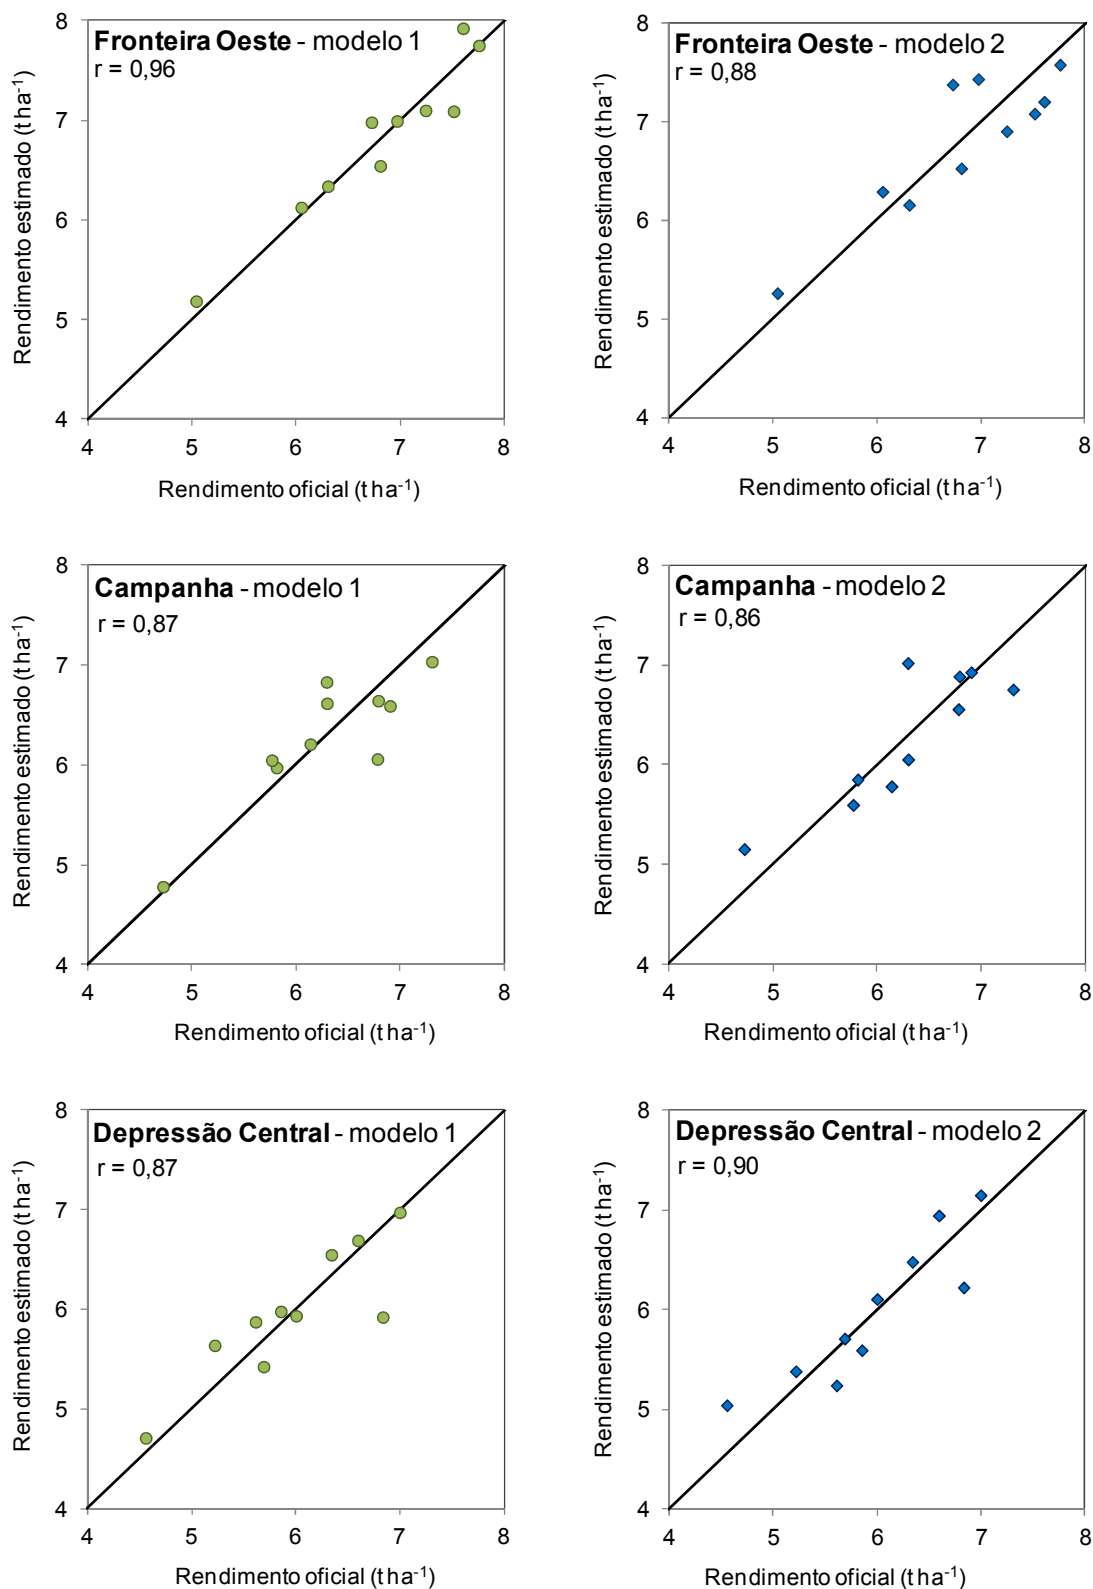 Fronteira Oeste - modelo 1
r = 0,96
Rendimento estimado (t ha-1)
8
7
6
5
4
4 5 6 7 8
Rendimento oficial (t ha-1)
Fronteira Oeste - modelo 2
r = 0,88
Rendimento estimado (t ha-1)
8
7
6
5
4
4 5 6 7 8
Rendimento oficial (t ha-1)
Campanha - modelo 1
r = 0,87
Rendimento estimado (t ha-1)
8
7
6
5
4
4 5 6 7 8
Rendimento oficial (t ha-1)
Campanha - modelo 2
r = 0,86
Rendimento estimado (t ha-1)
8
7
6
5
4
4 5 6 7 8
Rendimento oficial (t ha-1)
Depressão Central - modelo 1
r = 0,87
Rendimento estimado (t ha-1)
8
7
6
5
4
4 5 6 7 8
Rendimento oficial (t ha-1)
Depressão Central - modelo 2
r = 0,90
Rendimento estimado (t ha-1)
8
7
6
5
4
4 5 6 7 8
Rendimento oficial (t ha-1)